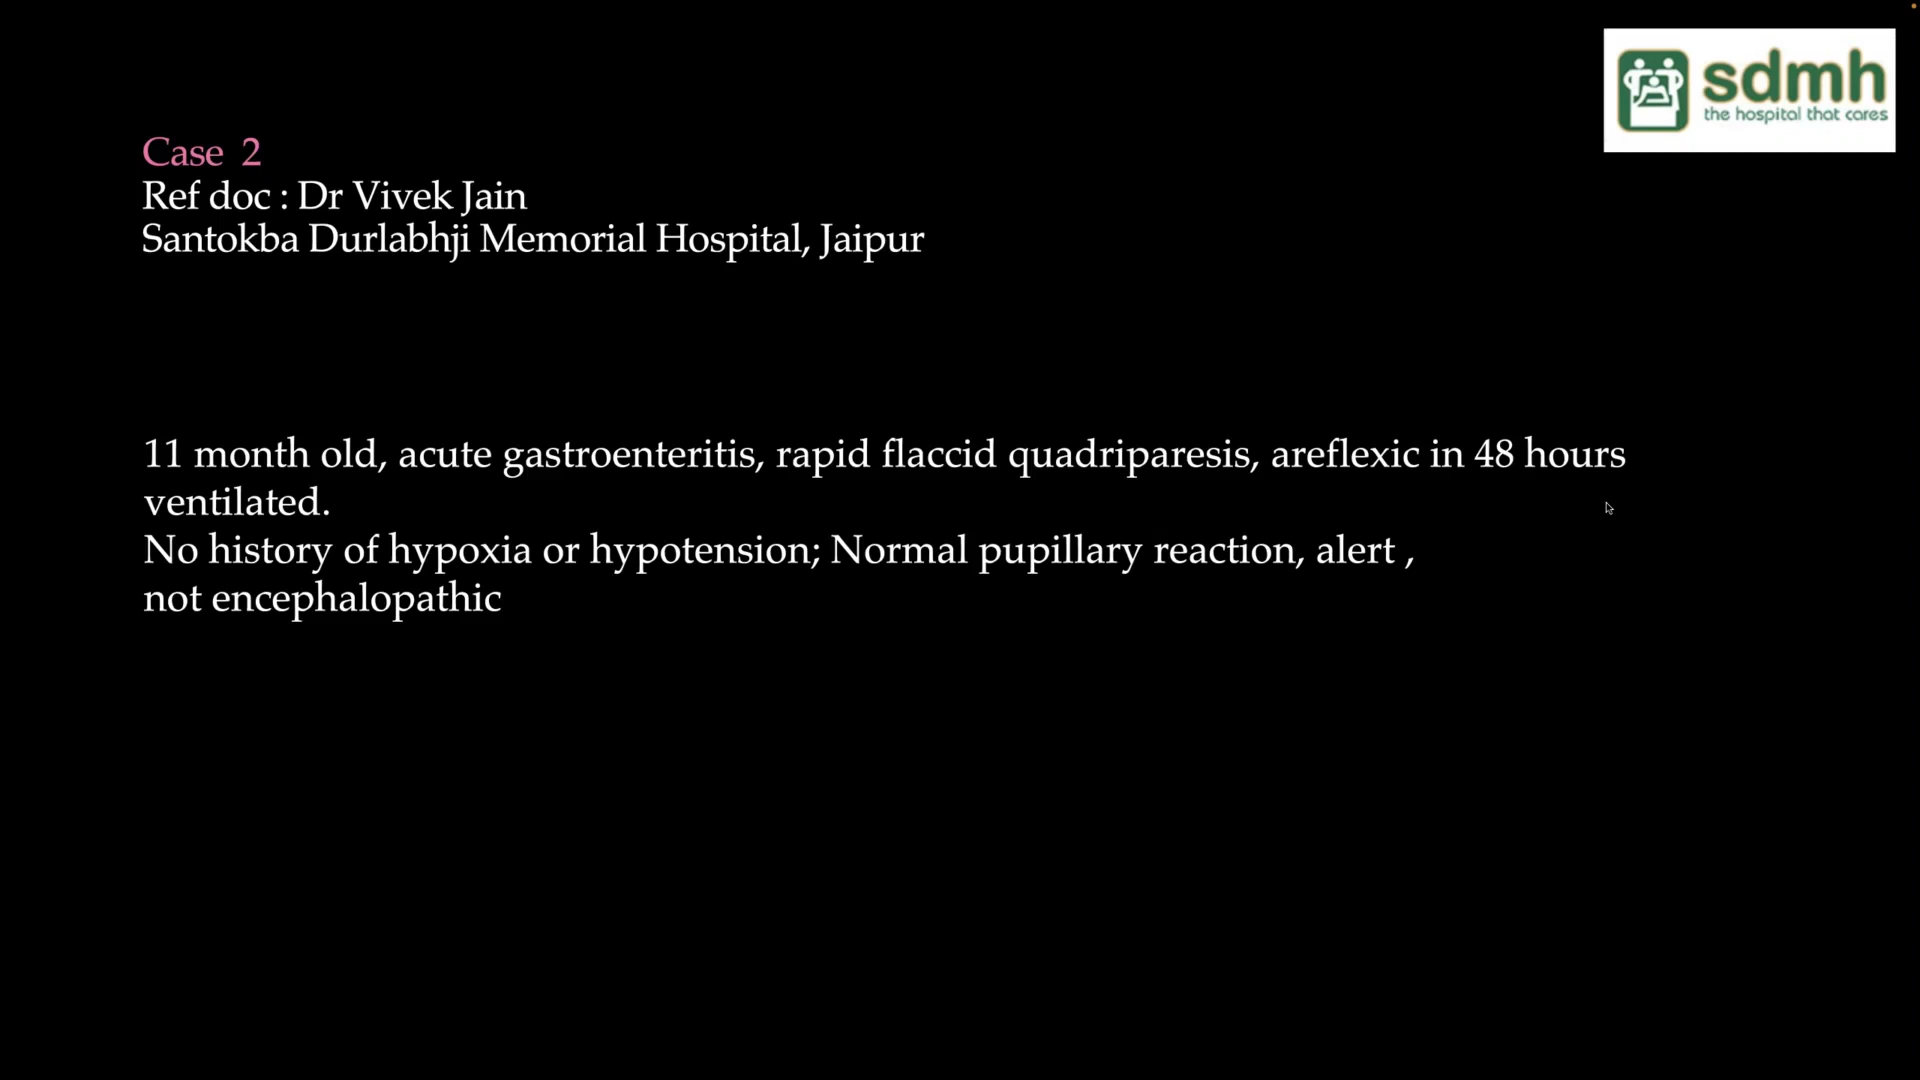 sdmh
the hospital that cares
Case 2
Ref doc : Dr Vivek Jain
Santokba Durlabhji Memorial Hospital, Jaipur
11 month old, acute gastroenteritis, rapid flaccid quadriparesis, areflexic in 48 hours
ventilated.
No history of hypoxia or hypotension; Normal pupillary reaction, alert ,
not encephalopathic